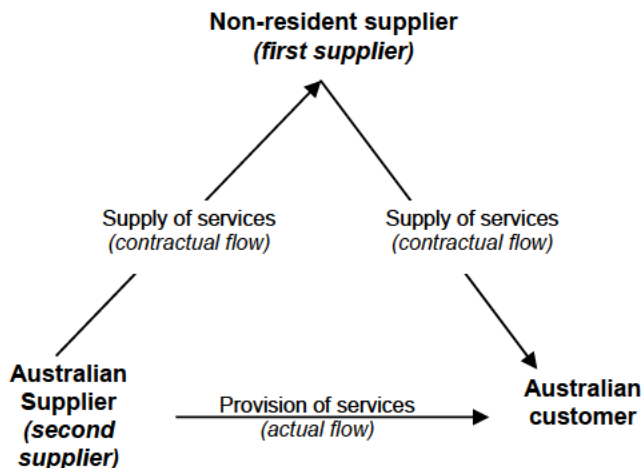 Non-resident supplier
(first supplier)
Supply of services
(contractual flow)
Supply of services
(contractual flow)
Australian
Supplier
(second
supplier)
Provision of services
(actual flow)
Australian
customer